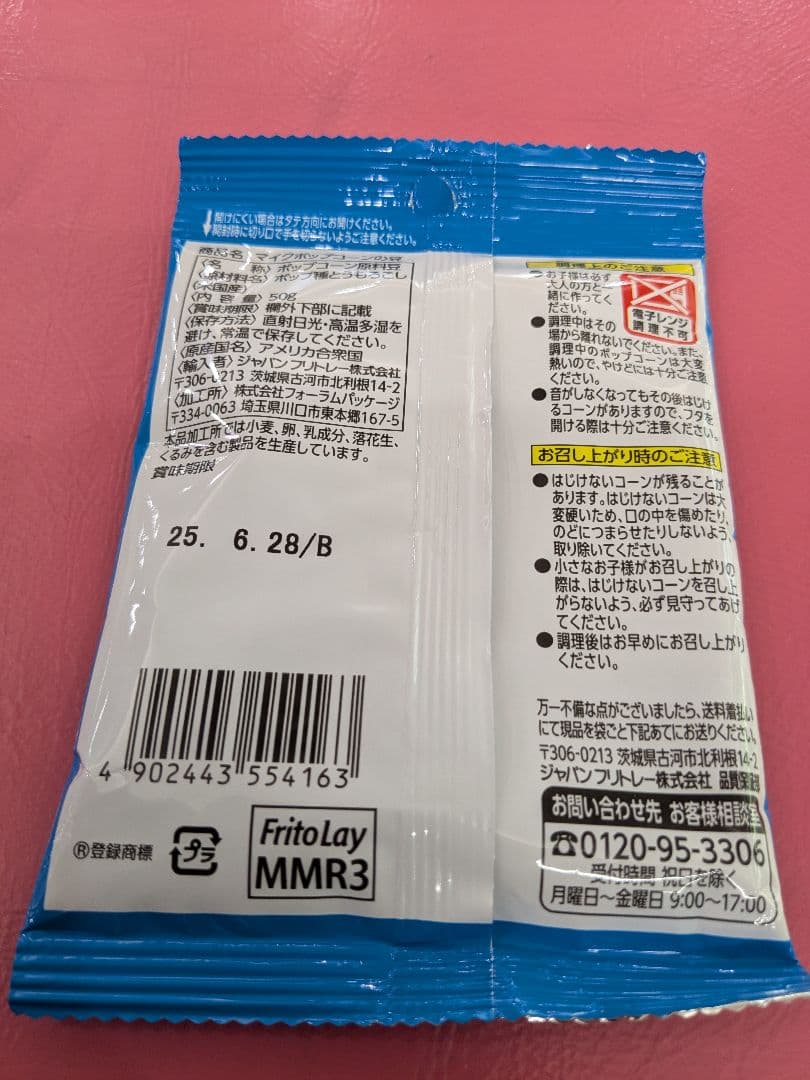 開けにくい場合はタテ方向にお開けください。
開封時に切り口で手を切らないようご注意ください。
商品名 マイクポップコーンの豆
〈名 称〉ポップコーン原料豆
〈原材料名〉ポップ種とうもろこし
(米国産)
〈内 容 量〉50g
〈賞味期限〉欄外下部に記載
〈保存方法〉直射日光・高温多湿を
避け、常温で保存してください。
〈原産国名〉アメリカ合衆国
〈輸入者〉ジャパンフリトレー株式会社
〒306-0213 茨城県古河市北利根14-2
〈加工所〉株式会社フォーラムパッケージ
〒334-0063 埼玉県川口市東本郷167-5
本品加工所では小麦、卵、乳成分、落花生、
くるみを含む製品を生産しています。
賞味期限
25. 6.28/B
4 902443 554163
®登録商標
プラ
FritoLay
MMR3
調理上のご注意
●お子様は必ず
大人の方と一
緒に作ってく
ださい。
電子レンジ
調理不可
●調理中はその
場から離れないでください。また、
調理中のポップコーンは大変
熱いので、やけどには十分ご注意
ください。
●音がしなくなってもその後はじけ
るコーンがありますので、フタを
開ける際は十分ご注意ください。
お召し上がり時のご注意
●はじけないコーンが残ることが
あります。はじけないコーンは大
変硬いため、口の中を傷めたり、
のどにつまらせたりしないよう、
取り除いてください。
●小さなお子様がお召し上がりの
際は、はじけないコーンを召し上
がらないよう、必ず見守ってあげ
てください。
●調理後はお早めにお召し上がり
ください。
万一不備な点がございましたら、送料着払い
にて現品を袋ごと下記あてにお送りください。
〒306-0213 茨城県古河市北利根14-2
ジャパンフリトレー株式会社 品質保証部
お問い合わせ先 お客様相談室
☎0120-95-3306
受付時間 祝日を除く
月曜日〜金曜日 9:00〜17:00